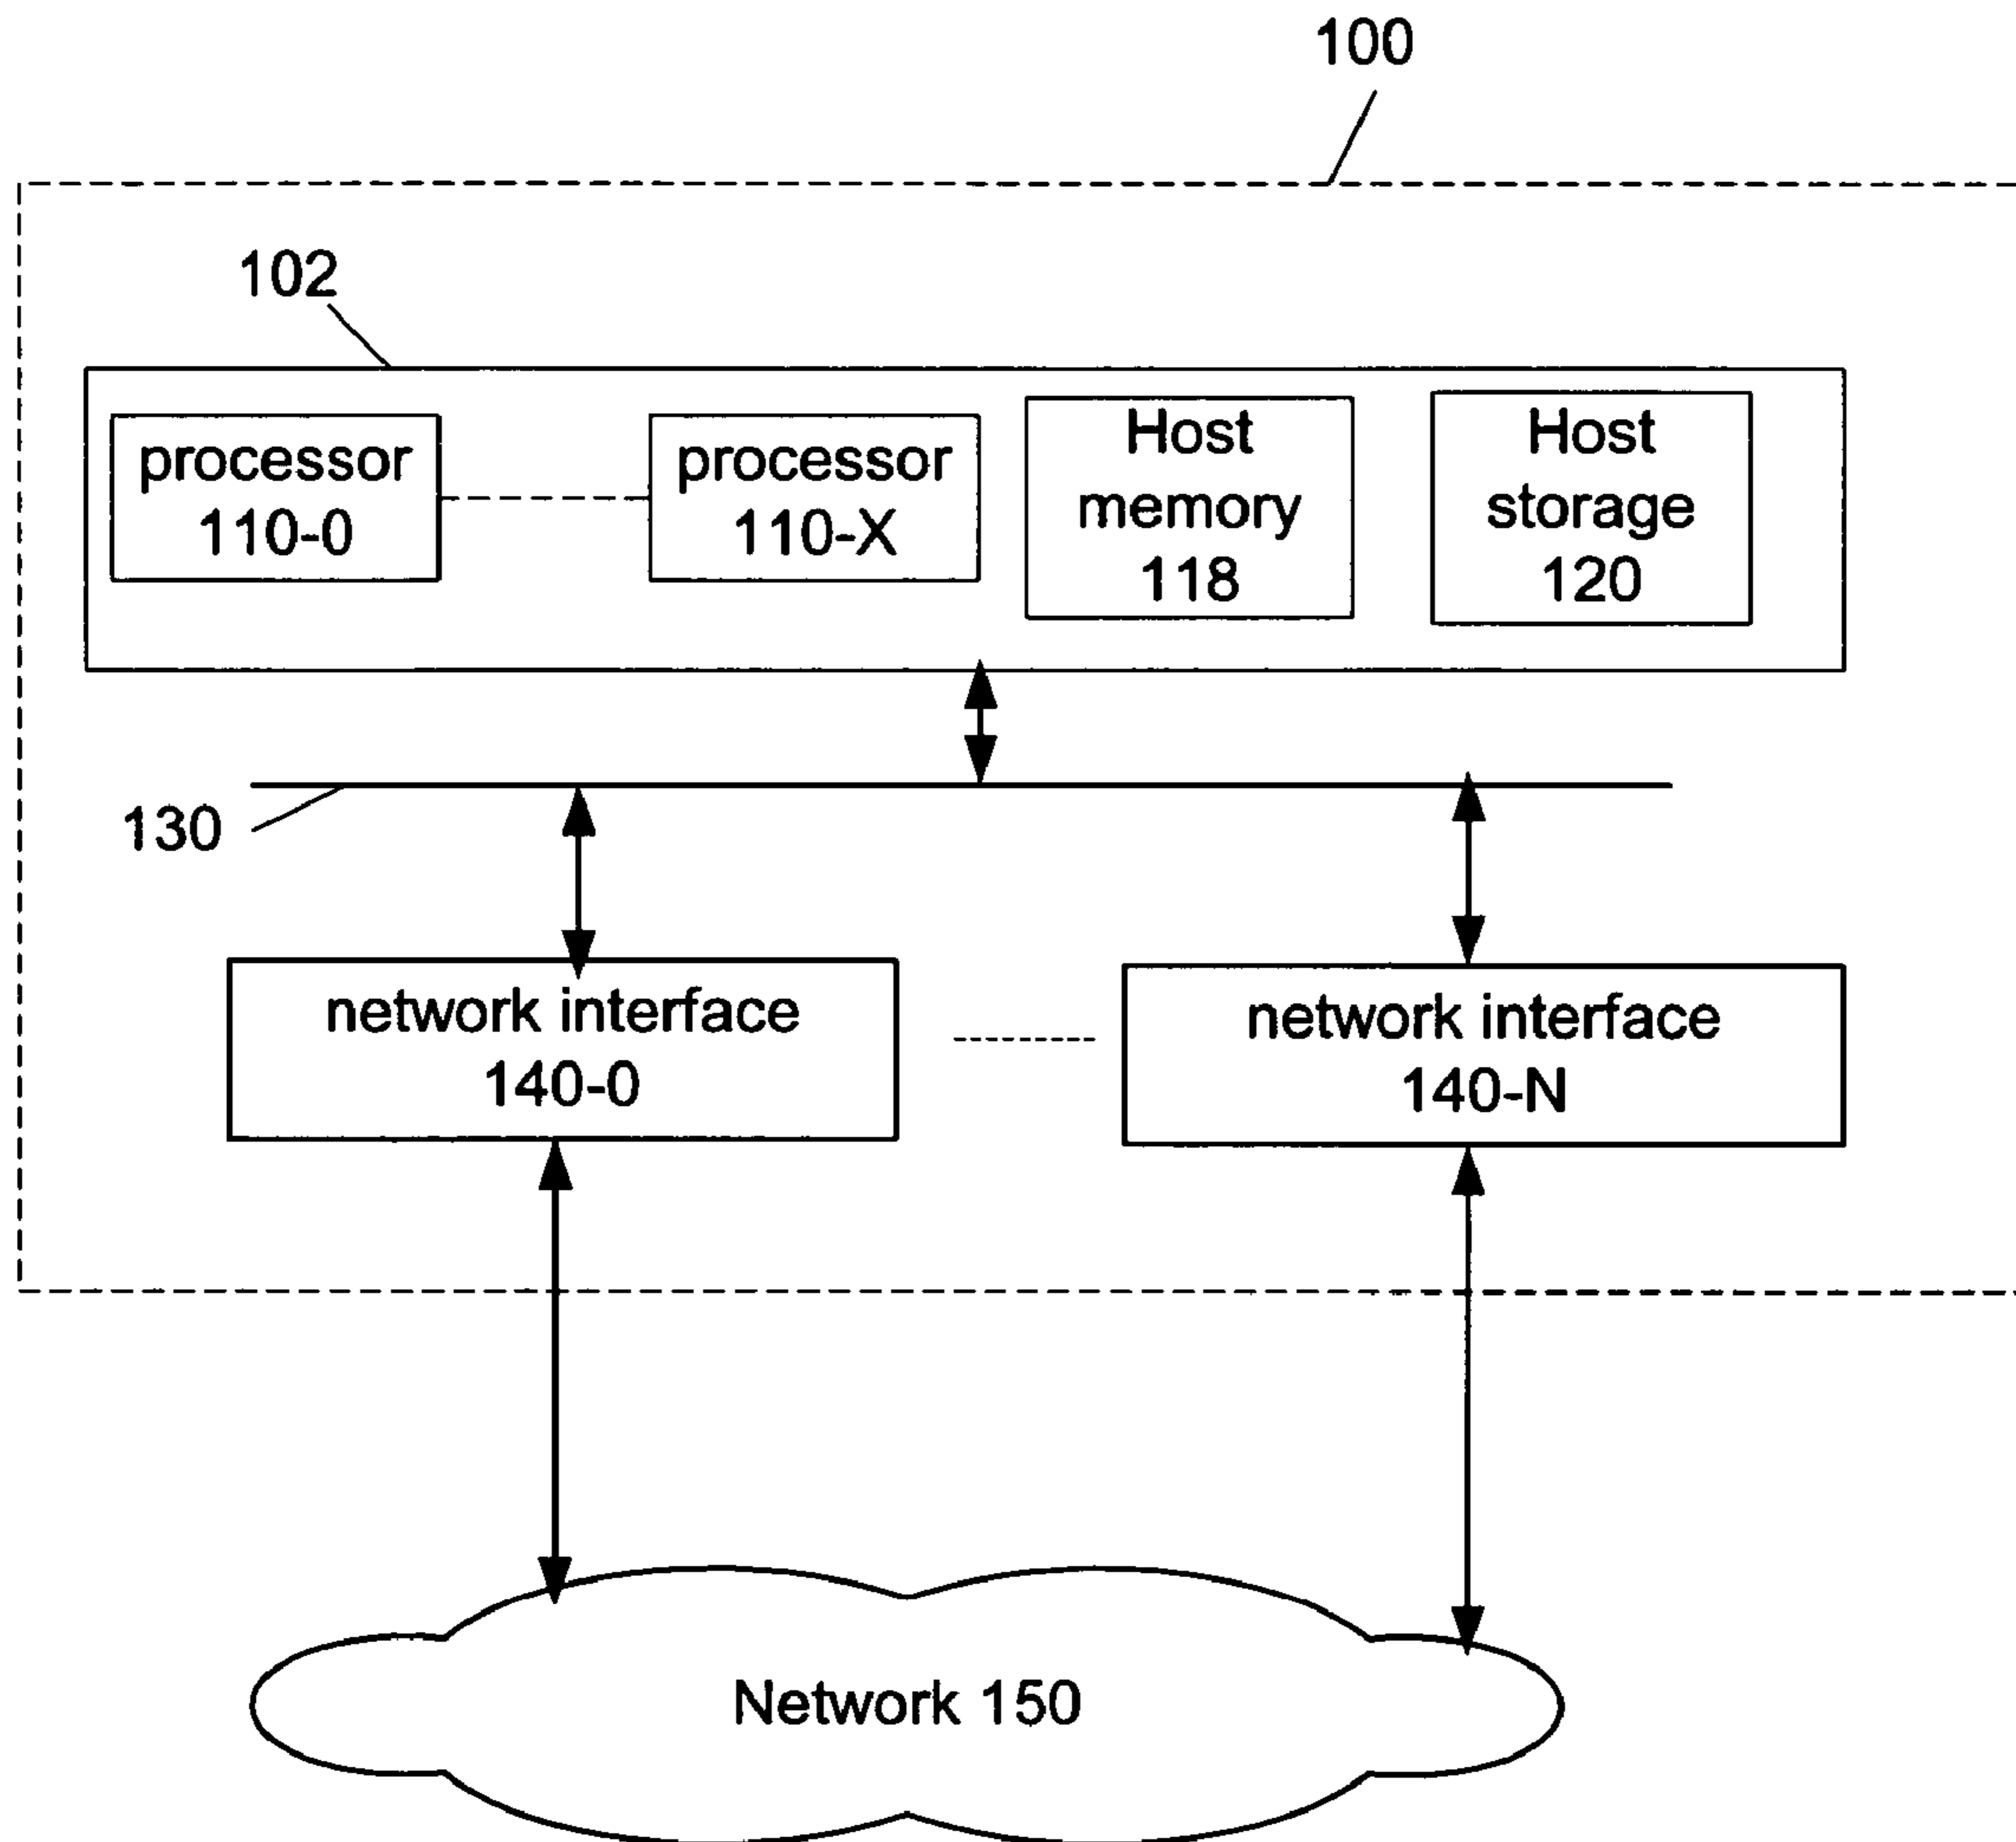 100
102
processor
110-0
processor
110-X
Host
memory
118
Host
storage
120
130
network interface
140-0
network interface
140-N
Network 150